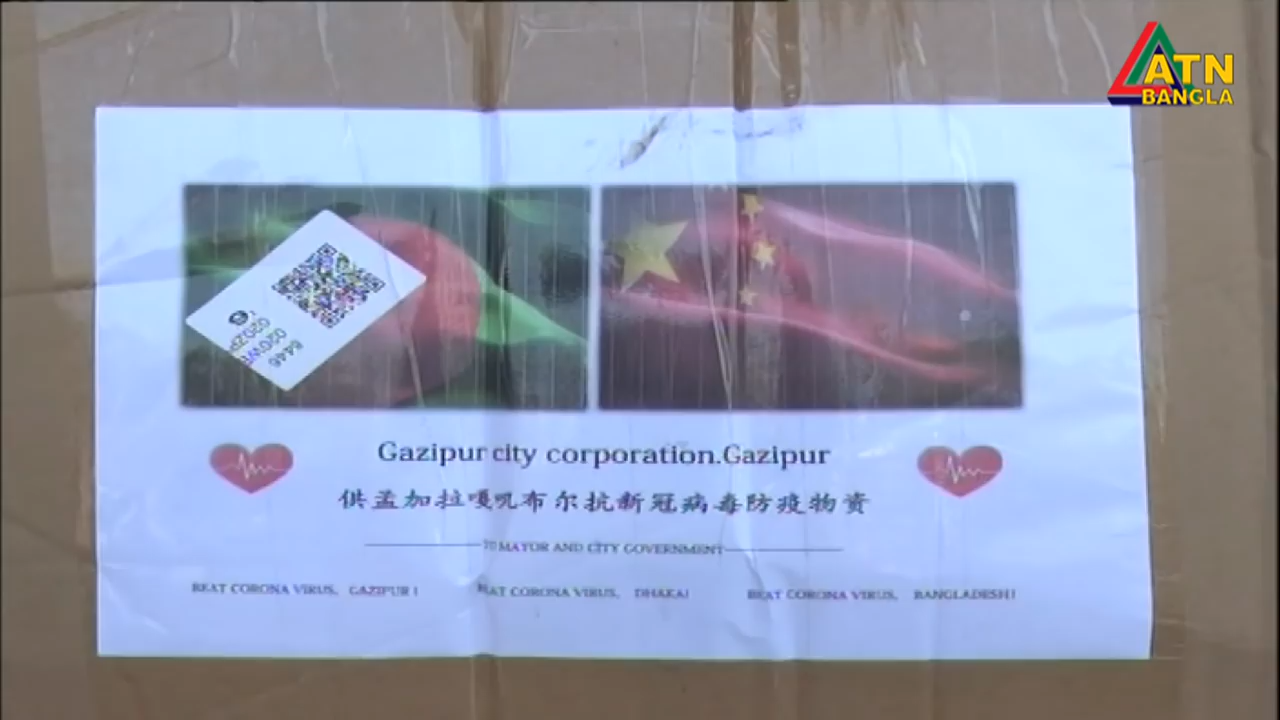 ATN
BANGLA
Gazipur city corporation.Gazipur
供孟加拉嘎叽布尔抗新冠病毒防疫物资
TO MAYOR AND CITY GOVERNMENT
BEAT CORONA VIRUS, GAZIPUR! BEAT CORONA VIRUS, DHAKA! BEAT CORONA VIRUS, BANGLADESH!
8446